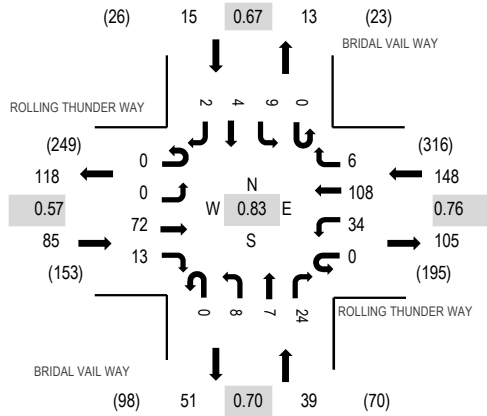 (26) 15 0.67 13 (23)
BRIDAL VAIL WAY
ROLLING THUNDER WAY
2 4 9 0
(249) (316)
118 0 6 148
0 N 108
0.57 W 0.83 E 0.76
85 72 S 34 105
13 0
(153) (195)
0 8 7 24
ROLLING THUNDER WAY
BRIDAL VAIL WAY
(98) 51 0.70 39 (70)